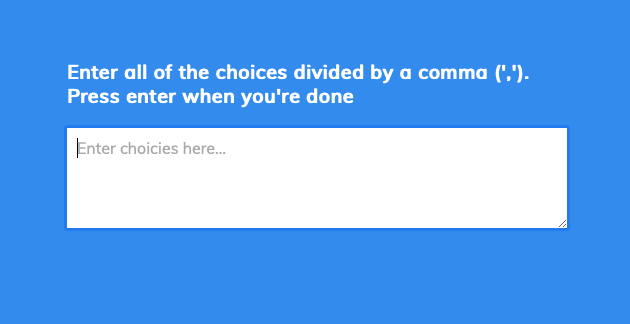 Enter all of the choices divided by a comma (',').
Press enter when you're done
Enter choicies here...